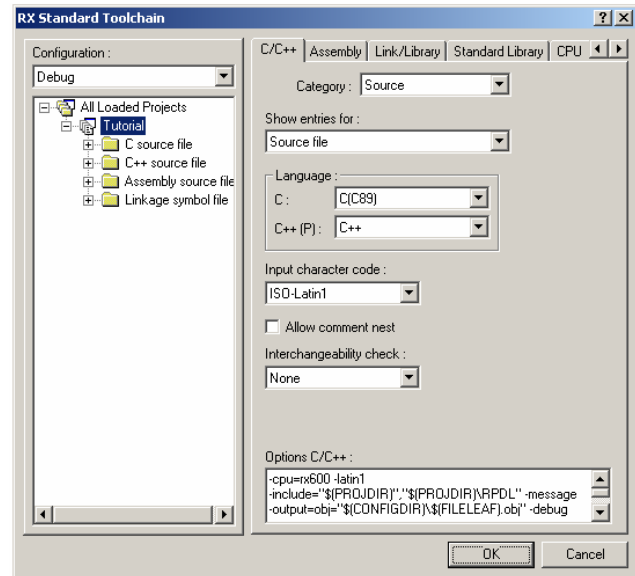 RX Standard Toolchain
Configuration :
Debug
All Loaded Projects
Tutorial
C source file
C++ source file
Assembly source file
Linkage symbol file
C/C++ Assembly Link/Library Standard Library CPU
Category : Source
Show entries for :
Source file
Language :
C : C(C89)
C++ (P) : C++
Input character code :
ISO-Latin1
Allow comment nest
Interchangeability check :
None
Options C/C++ :
-cpu=rx600 -latin1
-include="$(PROJDIR)","$(PROJDIR)\RPDL" -message
-output=obj="$(CONFIGDIR)\$(FILELEAF).obj" -debug
OK Cancel